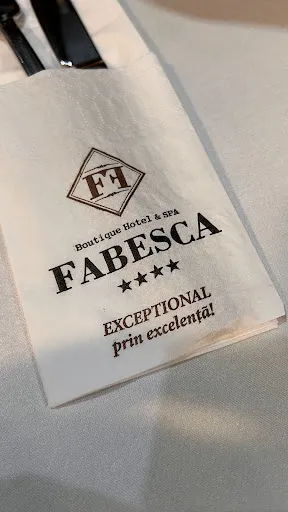 FF
Boutique Hotel & SPA
FABESCA
★★★★
EXCEPTIONAL
prin excelență!